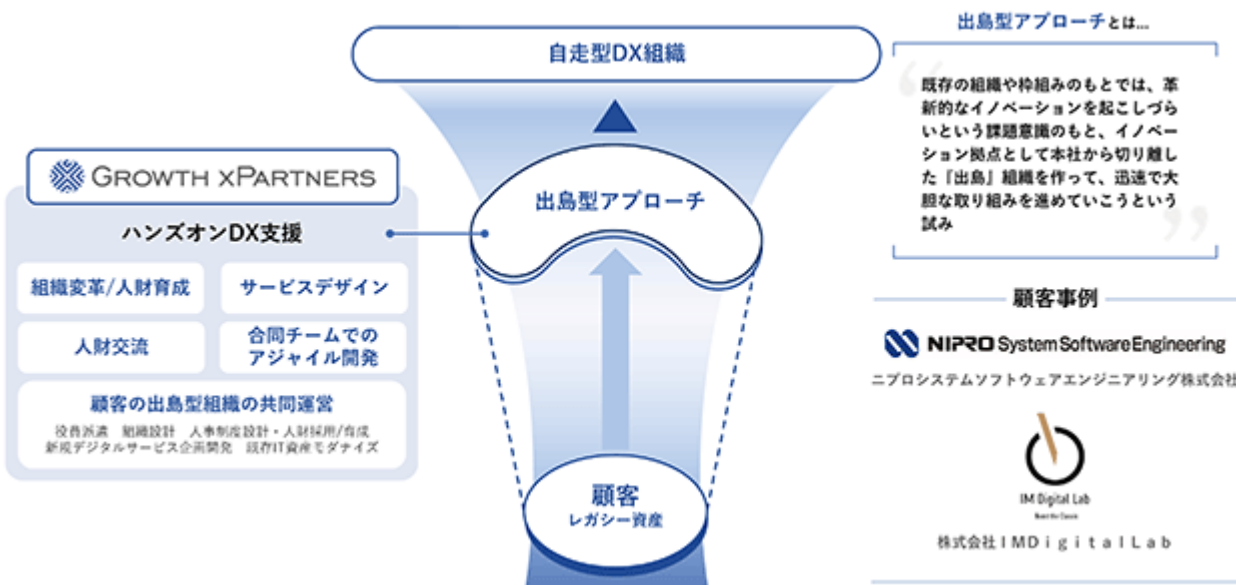 自走型DX組織
出島型アプローチ
顧客
レガシー資産
GROWTH XPARTNERS
ハンズオンDX支援
組織変革/人財育成
サービスデザイン
人財交流
合同チームでの
アジャイル開発
顧客の出島型組織の共同運営
役員派遣 組織設計 人事制度設計・人財採用/育成
新規デジタルサービス企画開発 既存IT資産モダナイズ
出島型アプローチとは...
既存の組織や枠組みのもとでは、革
新的なイノベーションを起こしづら
いという課題意識のもと、イノベー
ション拠点として本社から切り離し
た「出島」組織を作って、迅速で大
胆な取り組みを進めていこうという
試み
顧客事例
NIPRO System Software Engineering
ニプロシステムソフトウェアエンジニアリング株式会社
IM Digital Lab
株式会社IMDigitalLab